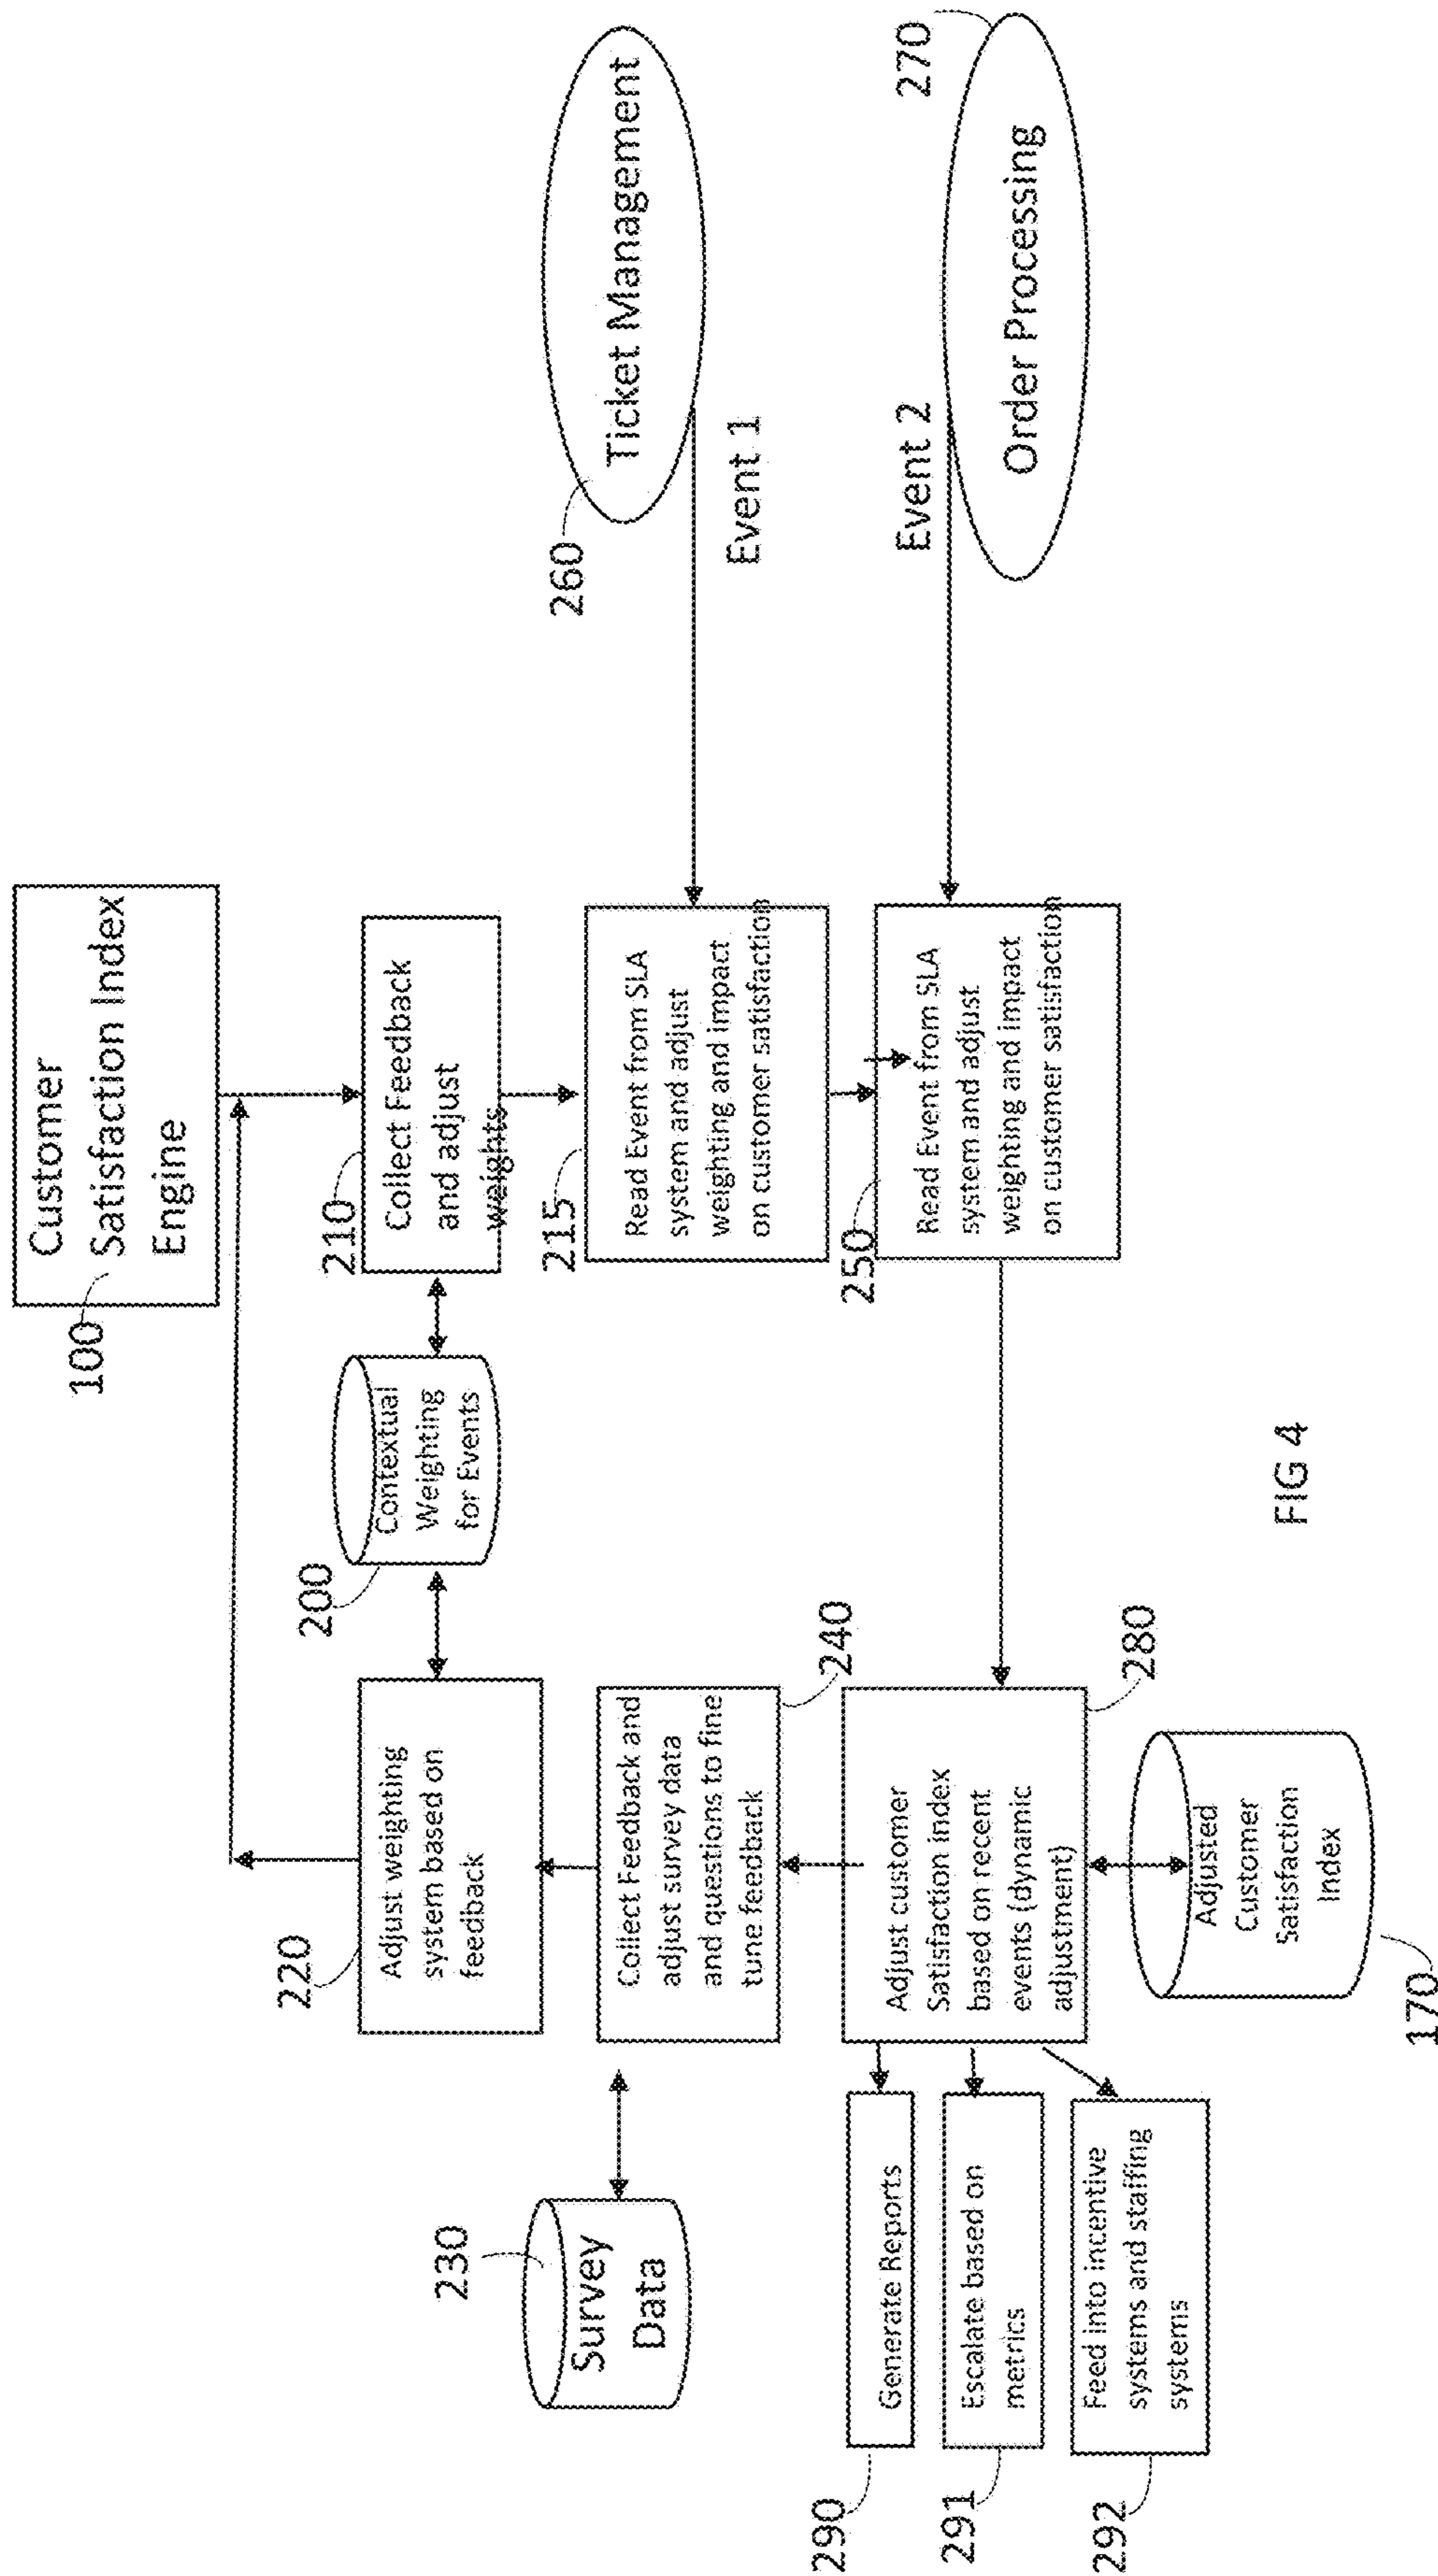 Customer
Satisfaction Index
Engine
100
220
Adjust weighting
system based on
feedback
200
Contextual
Weighting
for Events
210
Collect Feedback
and adjust
weights
230
Survey
Data
Collect Feedback and
adjust survey data
and questions to fine
tune feedback
240
215
Read Event from SLA
system and adjust
weighting and impact
on customer satisfaction
260
Ticket Management
Event 1
290
Generate Reports
291
Escalate based on
metrics
292
Feed into incentive
systems and staffing
systems
Adjust customer
Satisfaction index
based on recent
events (dynamic
adjustment)
280
250
Read Event from SLA
system and adjust
weighting and impact
on customer satisfaction
Event 2
270
Order Processing
Adjusted
Customer
Satisfaction
Index
170
FIG 4